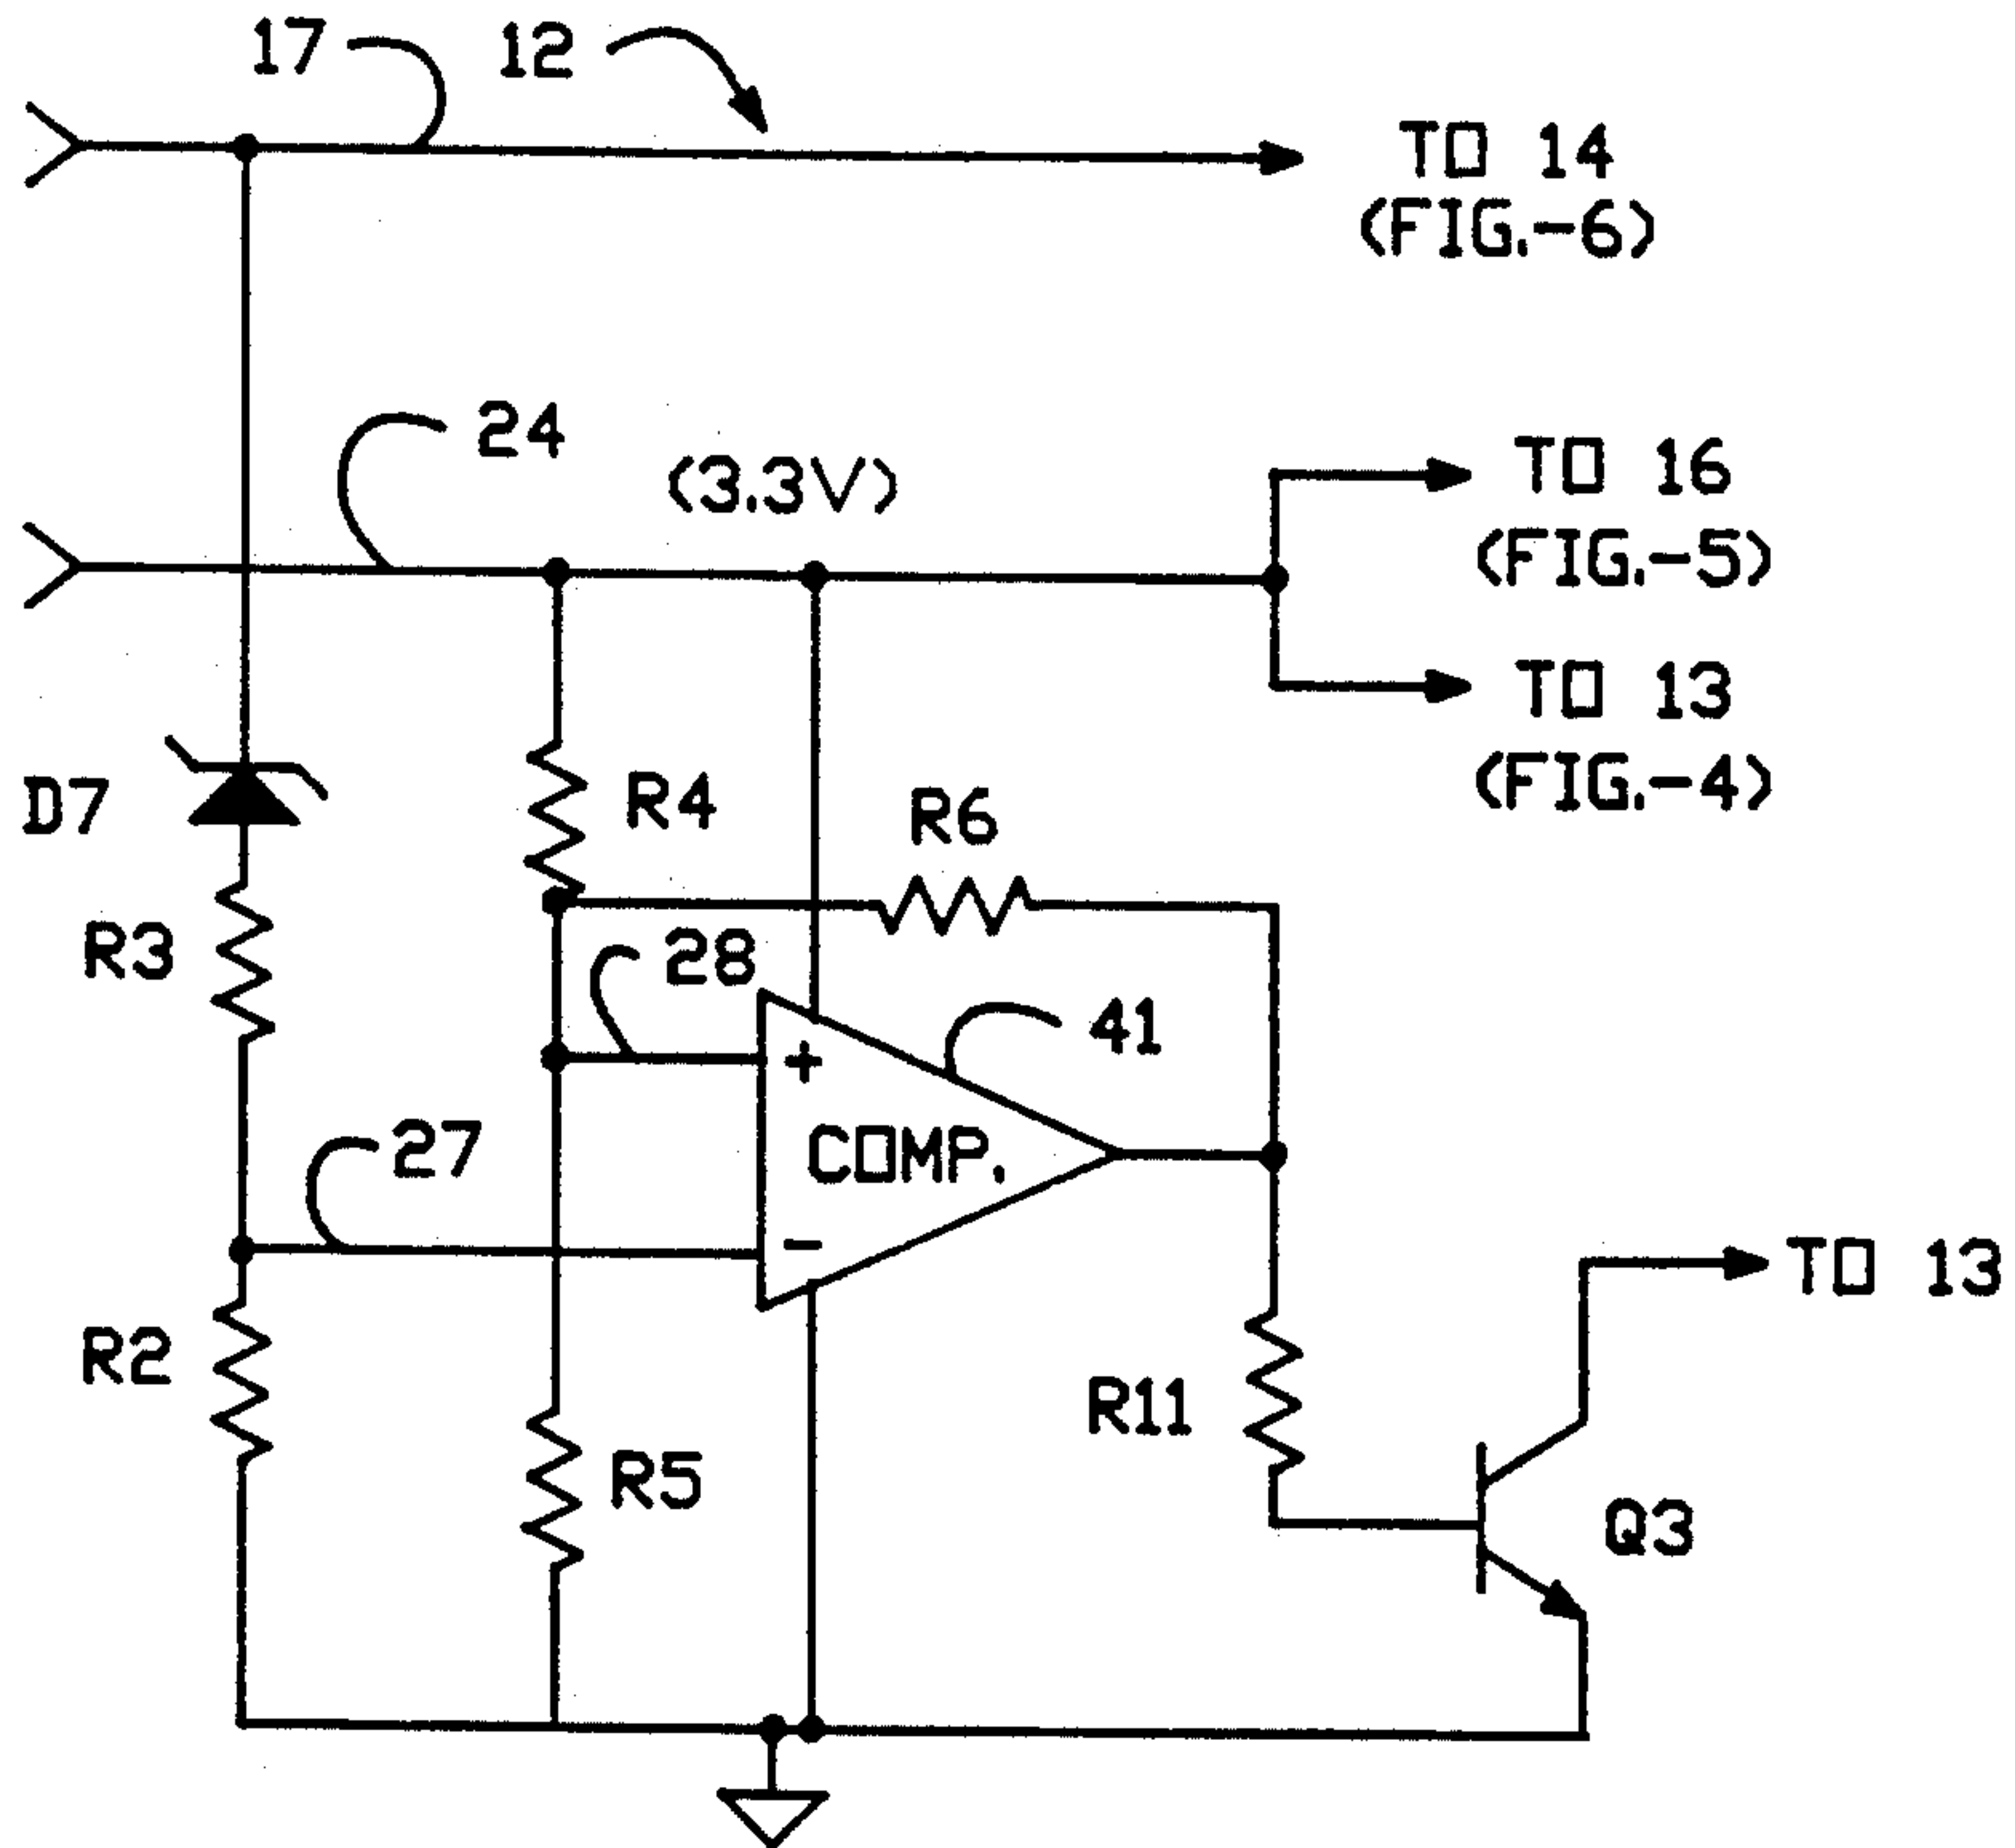 17
12
TO 14
(FIG.-6)
24
(3.3V)
TO 16
(FIG.-5)
TO 13
(FIG.-4)
D7
R4
R6
R3
28
41
+
COMP.
27
-
TO 13
R2
R11
R5
Q3